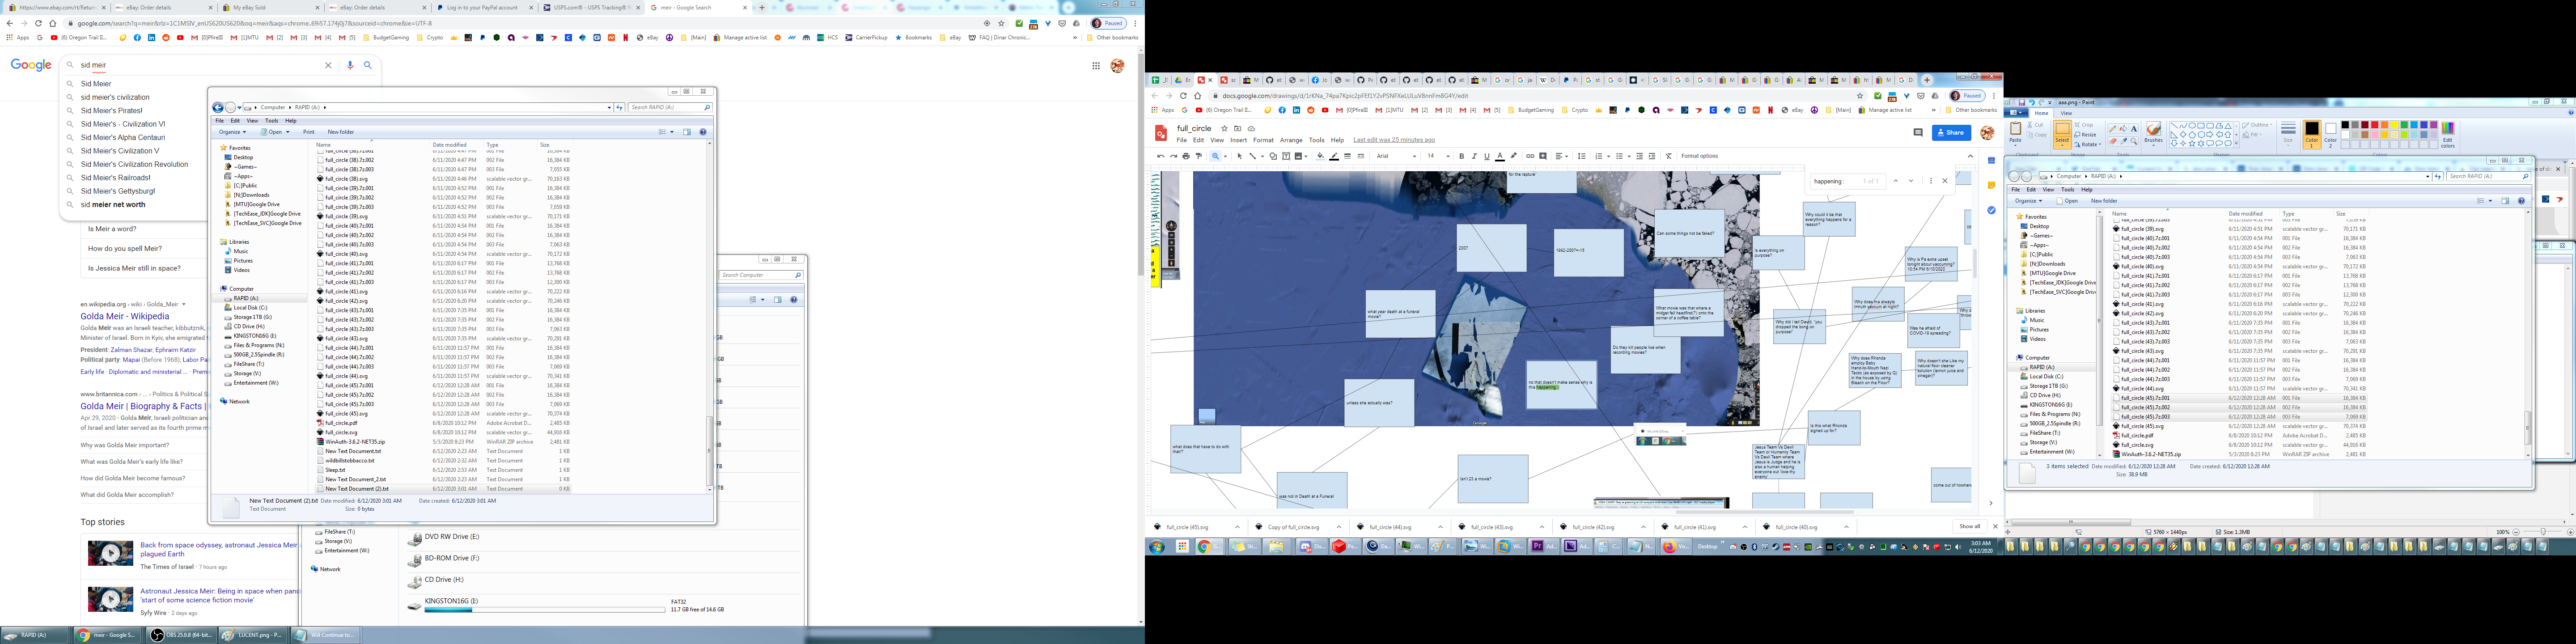 https://www.ebay.com/rt/Return
eBay: Order details
My eBay Sold
eBay: Order details
Log in to your PayPal account
USPS.com® - USPS Tracking®
meir - Google Search
google.com/search?q=meir&rlz=1C1MSIV_enUS620US620&oq=meir&aqs=chrome..69i57.174j0j7&sourceid=chrome&ie=UTF-8
Paused
Apps
(6) Oregon Trail
[0]Pfire
[1]MTU
[2]
[3]
[4]
[5]
BudgetGaming
Crypto
eBay
[Main]
Manage active list
HCS
CarrierPickup
Bookmarks
eBay
FAQ | Dinar Chronic...
Other bookmarks
Google
sid meir
Sid Meier
sid meier's civilization
Sid Meier's Pirates!
Sid Meier's - Civilization VI
Sid Meier's Alpha Centauri
Sid Meier's Civilization V
Sid Meier's Civilization Revolution
Sid Meier's Railroads!
Sid Meier's Gettysburg!
sid meier net worth
Is Meir a word?
How do you spell Meir?
Is Jessica Meir still in space?
en.wikipedia.org › wiki › Golda_Meir
Golda Meir - Wikipedia
Golda Meir was an Israeli teacher, kibbutznik,
Minister of Israel. Born in Kyiv, she emigrated
President: Zalman Shazar; Ephraim Katzir
Political party: Mapai (Before 1968); Labor Par
Early life · Diplomatic and ministerial ... · Prem
www.britannica.com › ... › Politics & Political S
Golda Meir | Biography & Facts |
Apr 29, 2020 - Golda Meir, Israeli politician and
of Israel and later served as its fourth prime m
Why was Golda Meir important?
What was Golda Meir's early life like?
How did Golda Meir become famous?
What did Golda Meir accomplish?
Top stories
Back from space odyssey, astronaut Jessica Meir
plagued Earth
The Times of Israel · 7 hours ago
Astronaut Jessica Meir: Being in space when pand
'start of some science fiction movie'
Syfy Wire · 2 days ago
Computer
RAPID (A:)
Search RAPID (A:)
File Edit View Tools Help
Organize
Open
Print
New folder
Favorites
Desktop
~Games~
~Apps~
[C:]Public
[N:]Downloads
[MTU]Google Drive
[TechEase_JDK]Google Drive
[TechEase_SVC]Google Drive
Libraries
Music
Pictures
Videos
Computer
RAPID (A:)
Local Disk (C:)
Storage 1TB (G:)
CD Drive (H:)
KINGSTON16G (I:)
Files & Programs (N:)
500GB_2.5Spindle (R:)
FileShare (T:)
Storage (V:)
Entertainment (W:)
Network
Name Date modified Type Size
full_circle (38).7z.002 6/11/2020 4:47 PM 002 File 16,384 KB
full_circle (38).7z.003 6/11/2020 4:47 PM 003 File 7,055 KB
full_circle (38).svg 6/11/2020 4:46 PM scalable vector gr... 70,163 KB
full_circle (39).7z.001 6/11/2020 4:52 PM 001 File 16,384 KB
full_circle (39).7z.002 6/11/2020 4:52 PM 002 File 16,384 KB
full_circle (39).7z.003 6/11/2020 4:52 PM 003 File 7,059 KB
full_circle (39).svg 6/11/2020 4:51 PM scalable vector gr... 70,171 KB
full_circle (40).7z.001 6/11/2020 4:54 PM 001 File 16,384 KB
full_circle (40).7z.002 6/11/2020 4:54 PM 002 File 16,384 KB
full_circle (40).7z.003 6/11/2020 4:54 PM 003 File 7,063 KB
full_circle (40).svg 6/11/2020 4:54 PM scalable vector gr... 70,172 KB
full_circle (41).7z.001 6/11/2020 6:17 PM 001 File 13,768 KB
full_circle (41).7z.002 6/11/2020 6:17 PM 002 File 13,768 KB
full_circle (41).7z.003 6/11/2020 6:17 PM 003 File 12,300 KB
full_circle (41).svg 6/11/2020 6:16 PM scalable vector gr... 70,222 KB
full_circle (42).svg 6/11/2020 6:20 PM scalable vector gr... 70,246 KB
full_circle (43).7z.001 6/11/2020 7:35 PM 001 File 16,384 KB
full_circle (43).7z.002 6/11/2020 7:35 PM 002 File 16,384 KB
full_circle (43).7z.003 6/11/2020 7:35 PM 003 File 7,063 KB
full_circle (43).svg 6/11/2020 7:35 PM scalable vector gr... 70,291 KB
full_circle (44).7z.001 6/11/2020 11:57 PM 001 File 16,384 KB
full_circle (44).7z.002 6/11/2020 11:57 PM 002 File 16,384 KB
full_circle (44).7z.003 6/11/2020 11:57 PM 003 File 7,069 KB
full_circle (44).svg 6/11/2020 11:57 PM scalable vector gr... 70,341 KB
full_circle (45).7z.001 6/12/2020 12:28 AM 001 File 16,384 KB
full_circle (45).7z.002 6/12/2020 12:28 AM 002 File 16,384 KB
full_circle (45).7z.003 6/12/2020 12:28 AM 003 File 7,069 KB
full_circle (45).svg 6/12/2020 12:28 AM scalable vector gr... 70,374 KB
full_circle.pdf 6/8/2020 10:12 PM Adobe Acrobat D... 2,485 KB
full_circle.svg 6/8/2020 10:12 PM scalable vector gr... 44,916 KB
WinAuth-3.6.2-NET35.zip 5/3/2020 8:23 PM WinRAR ZIP archive 2,481 KB
New Text Document.txt 6/12/2020 2:23 AM Text Document 1 KB
wildbillstobbacco.txt 6/12/2020 2:32 AM Text Document 1 KB
Sleep.txt 6/12/2020 2:53 AM Text Document 1 KB
New Text Document_2.txt 6/12/2020 2:23 AM Text Document 1 KB
New Text Document (2).txt 6/12/2020 3:01 AM Text Document 0 KB
New Text Document (2).txt Date modified: 6/12/2020 3:01 AM Date created: 6/12/2020 3:01 AM
Text Document Size: 0 bytes
Search Computer
FileShare (T:)
Storage (V:)
Entertainment (W:)
Network
DVD RW Drive (E:)
BD-ROM Drive (F:)
CD Drive (H:)
KINGSTON16G (I:)
FAT32
11.7 GB free of 14.6 GB
RAPID (A:)
meir - Google S...
OBS 25.0.8 (64-bit...
LUCENT.png - P...
Will Continue to...
docs.google.com/drawings/d/1rKNa_74pa7Kpic2pFEf1Y2vPSNFXeLULuV8nnFm8G4Y/edit
Paused
full_circle
File Edit View Insert Format Arrange Tools Help
Last edit was 25 minutes ago
Share
Arial
14
Format options
happening
1 of 1
for the rapture'
2007
1992-2007=-15
Can some things not be faked?
Why could it be that everything happens for a reason?
Is everything on purpose?
Why is Pa extra upset tonight about vacuuming? 10:54 PM 6/10/2020
what year death at a funeral movie?
What movie was that where a midget fell head(first?) onto the corner of a coffee table?
Why does Pa always (mouth vacuum at night?
Why did I tell David, "you dropped the bong on purpose?
Was he afraid of COVID-19 spreading?
Do they kill people live when recording movies?
Why does Rhonda employ Baby Hand-to-Mouth Nazi Tactic (as exposed by Q) in the house by using Bleach on the Floor?
Why doesn't she Like my natural floor cleaner solution (lemon juice and vinegar)?
no that doesn't make sense why is this happening
unless she actually was?
Is this what Rhonda signed up for?
what does that have to do with man?
Jesus Team Vs Devil Team or Humanity Team Vs Devil Team where Jesus is Judge and he is also a human helping everyone out 'love thy enemy'
isn't 23 a movie?
was not in Death at a Funeral
come out of nowhere
full_circle (45).svg
Copy of full_circle.svg
full_circle (44).svg
full_circle (43).svg
full_circle (42).svg
full_circle (41).svg
full_circle (40).svg
Show all
Desktop
3:03 AM
6/12/2020
aaa.png - Paint
Home View
Paste
Cut
Copy
Select
Crop
Resize
Rotate
Brushes
Outline
Fill
Size
Color 1
Color 2
Edit colors
Computer
RAPID (A:)
Search RAPID (A:)
File Edit View Tools Help
Organize
Open
New folder
Favorites
Desktop
~Games~
~Apps~
[C:]Public
[N:]Downloads
[MTU]Google Drive
[TechEase_JDK]Google Drive
[TechEase_SVC]Google Drive
Libraries
Music
Pictures
Videos
Computer
RAPID (A:)
Local Disk (C:)
Storage 1TB (G:)
CD Drive (H:)
KINGSTON16G (I:)
Files & Programs (N:)
500GB_2.5Spindle (R:)
FileShare (T:)
Storage (V:)
Entertainment (W:)
Name Date modified Type Size
full_circle (39).svg 6/11/2020 4:51 PM scalable vector gr... 70,171 KB
full_circle (40).7z.001 6/11/2020 4:54 PM 001 File 16,384 KB
full_circle (40).7z.002 6/11/2020 4:54 PM 002 File 16,384 KB
full_circle (40).7z.003 6/11/2020 4:54 PM 003 File 7,063 KB
full_circle (40).svg 6/11/2020 4:54 PM scalable vector gr... 70,172 KB
full_circle (41).7z.001 6/11/2020 6:17 PM 001 File 13,768 KB
full_circle (41).7z.002 6/11/2020 6:17 PM 002 File 13,768 KB
full_circle (41).7z.003 6/11/2020 6:17 PM 003 File 12,300 KB
full_circle (41).svg 6/11/2020 6:16 PM scalable vector gr... 70,222 KB
full_circle (42).svg 6/11/2020 6:20 PM scalable vector gr... 70,246 KB
full_circle (43).7z.001 6/11/2020 7:35 PM 001 File 16,384 KB
full_circle (43).7z.002 6/11/2020 7:35 PM 002 File 16,384 KB
full_circle (43).7z.003 6/11/2020 7:35 PM 003 File 7,063 KB
full_circle (43).svg 6/11/2020 7:35 PM scalable vector gr... 70,291 KB
full_circle (44).7z.001 6/11/2020 11:57 PM 001 File 16,384 KB
full_circle (44).7z.002 6/11/2020 11:57 PM 002 File 16,384 KB
full_circle (44).7z.003 6/11/2020 11:57 PM 003 File 7,069 KB
full_circle (44).svg 6/11/2020 11:57 PM scalable vector gr... 70,341 KB
full_circle (45).7z.001 6/12/2020 12:28 AM 001 File 16,384 KB
full_circle (45).7z.002 6/12/2020 12:28 AM 002 File 16,384 KB
full_circle (45).7z.003 6/12/2020 12:28 AM 003 File 7,069 KB
full_circle (45).svg 6/12/2020 12:28 AM scalable vector gr... 70,374 KB
full_circle.pdf 6/8/2020 10:12 PM Adobe Acrobat D... 2,485 KB
full_circle.svg 6/8/2020 10:12 PM scalable vector gr... 44,916 KB
WinAuth-3.6.2-NET35.zip 5/3/2020 8:23 PM WinRAR ZIP archive 2,481 KB
3 items selected Date modified: 6/12/2020 12:28 AM Date created: 6/12/2020 12:28 AM
Size: 38.9 MB
5760 × 1440px
Size: 1.3MB
100%